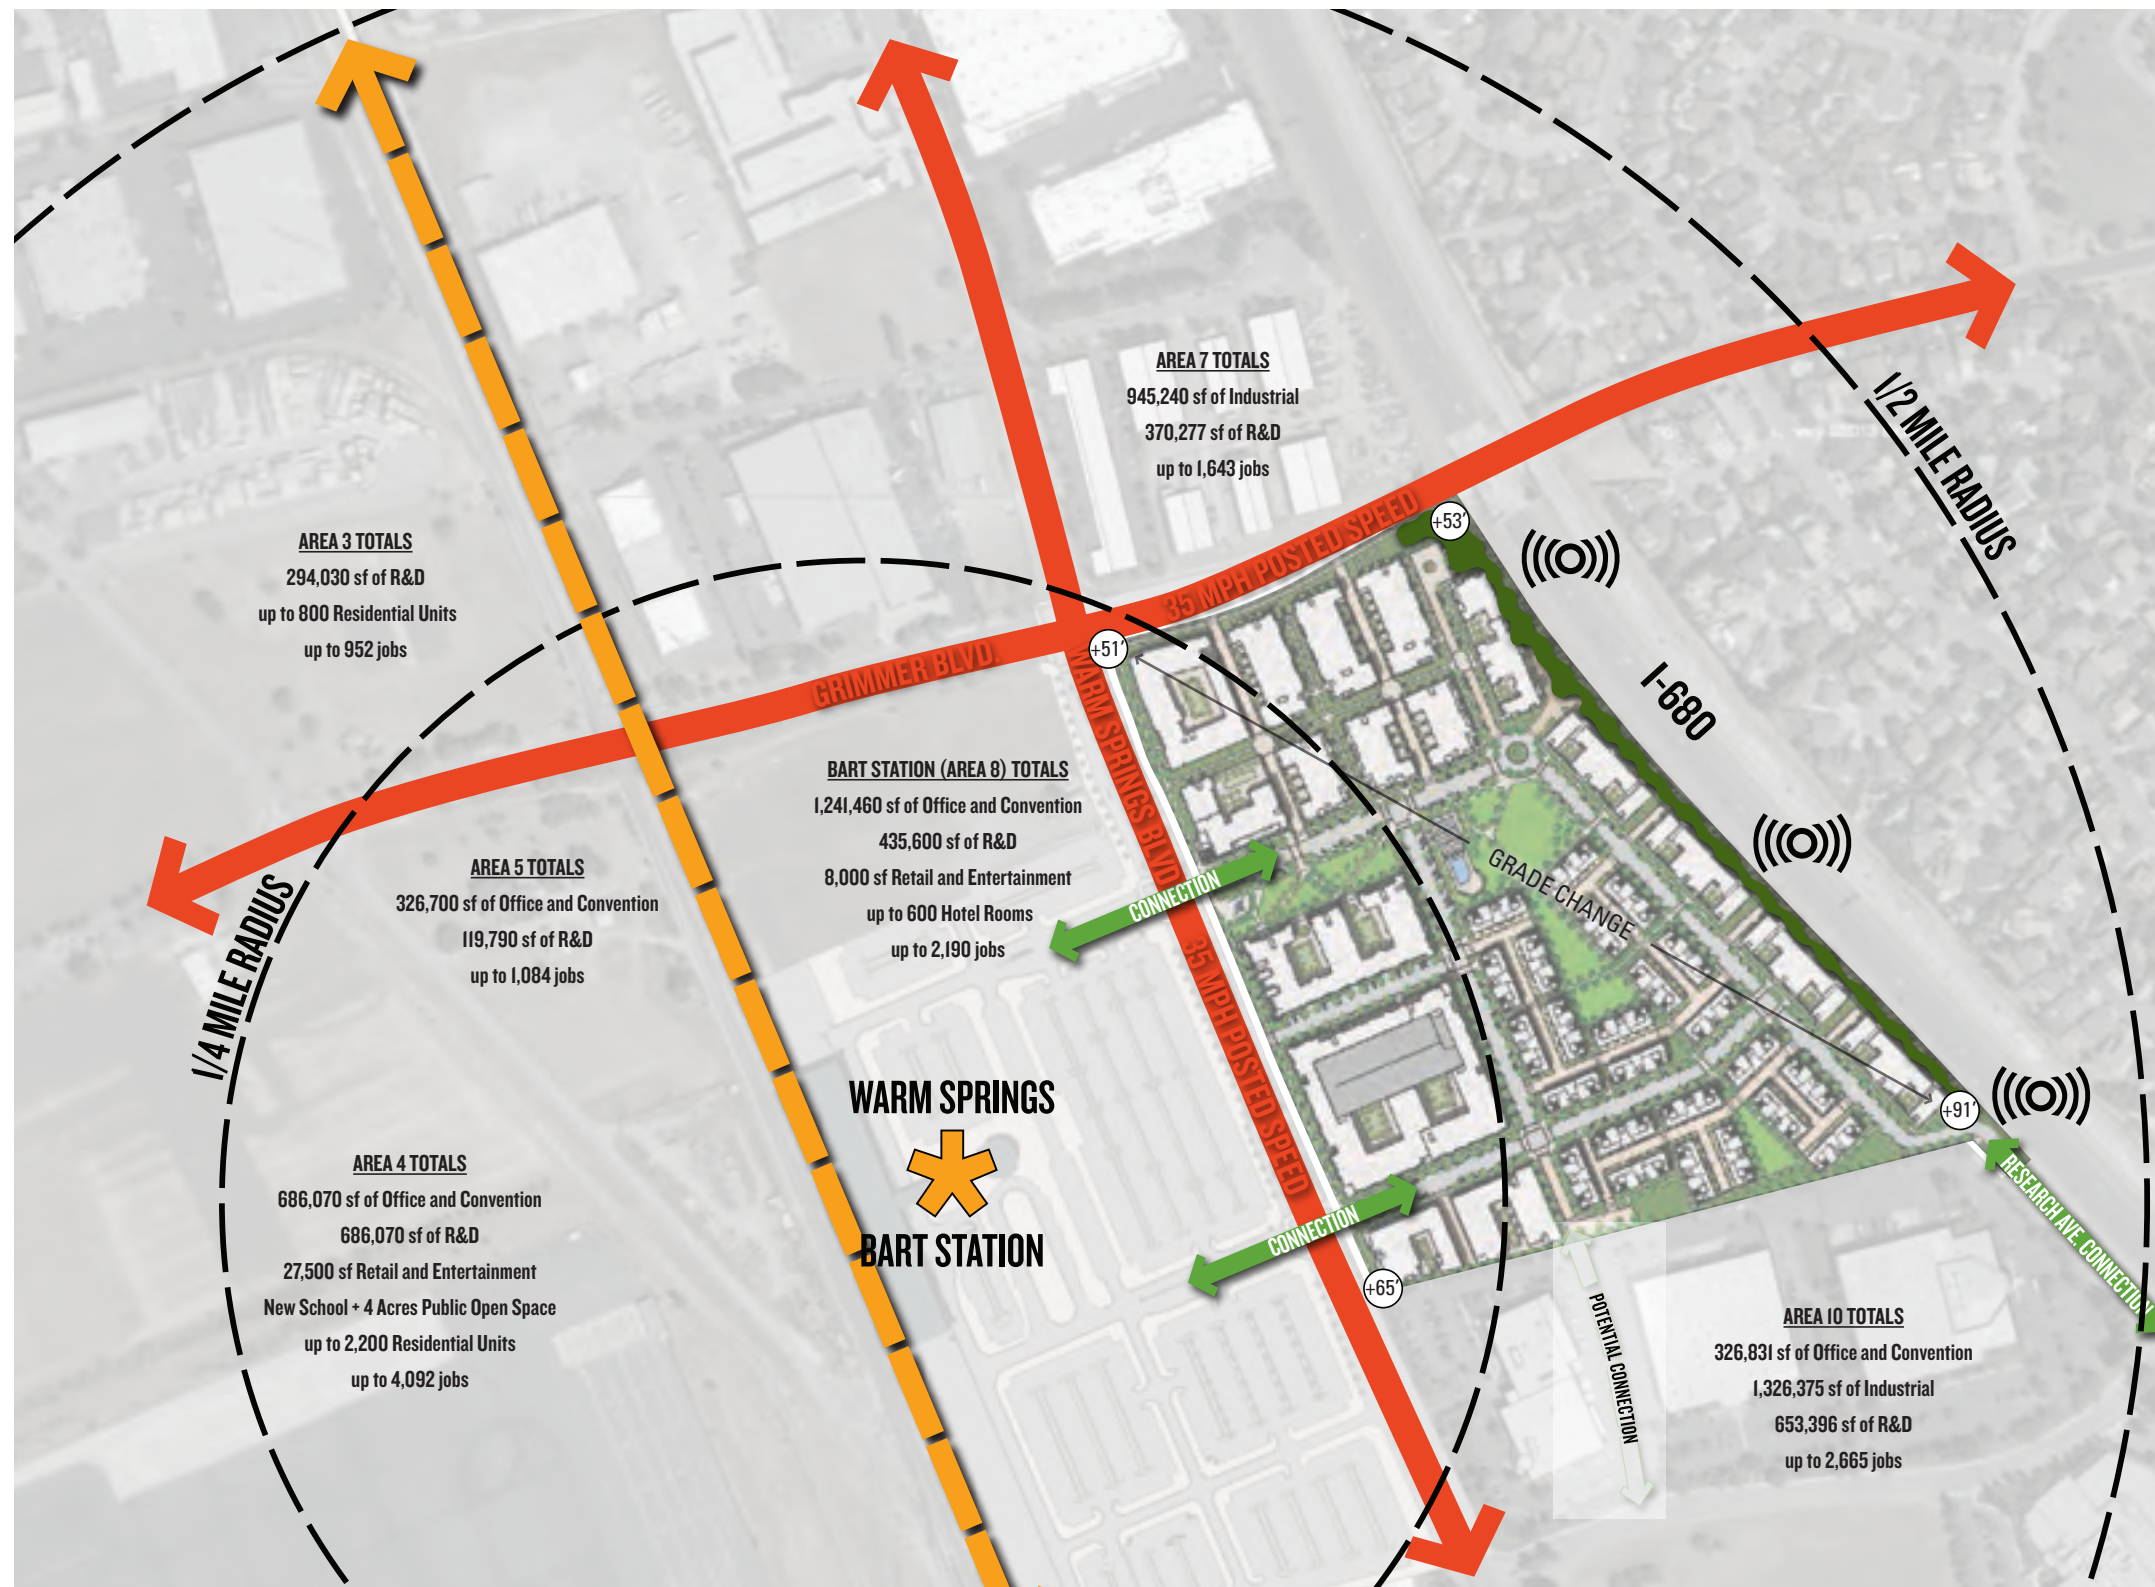 AREA 7 TOTALS
945,240 sf of Industrial
370,277 sf of R&D
up to 1,643 jobs
1/2 MILE RADIUS
35 MPH POSTED SPEED
+53'
AREA 3 TOTALS
294,030 sf of R&D
up to 800 Residential Units
up to 952 jobs
+51'
GRIMMER BLVD.
WARM SPRINGS BLVD
I-680
BART STATION (AREA 8) TOTALS
1,241,460 sf of Office and Convention
435,600 sf of R&D
8,000 sf Retail and Entertainment
up to 600 Hotel Rooms
up to 2,190 jobs
AREA 5 TOTALS
326,700 sf of Office and Convention
119,790 sf of R&D
up to 1,084 jobs
CONNECTION
GRADE CHANGE
1/4 MILE RADIUS
35 MPH POSTED SPEED
WARM SPRINGS
BART STATION
+91'
AREA 4 TOTALS
686,070 sf of Office and Convention
686,070 sf of R&D
27,500 sf Retail and Entertainment
New School + 4 Acres Public Open Space
up to 2,200 Residential Units
up to 4,092 jobs
CONNECTION
+65'
RESEARCH AVE. CONNECTION
POTENTIAL CONNECTION
AREA 10 TOTALS
326,831 sf of Office and Convention
1,326,375 sf of Industrial
653,396 sf of R&D
up to 2,665 jobs